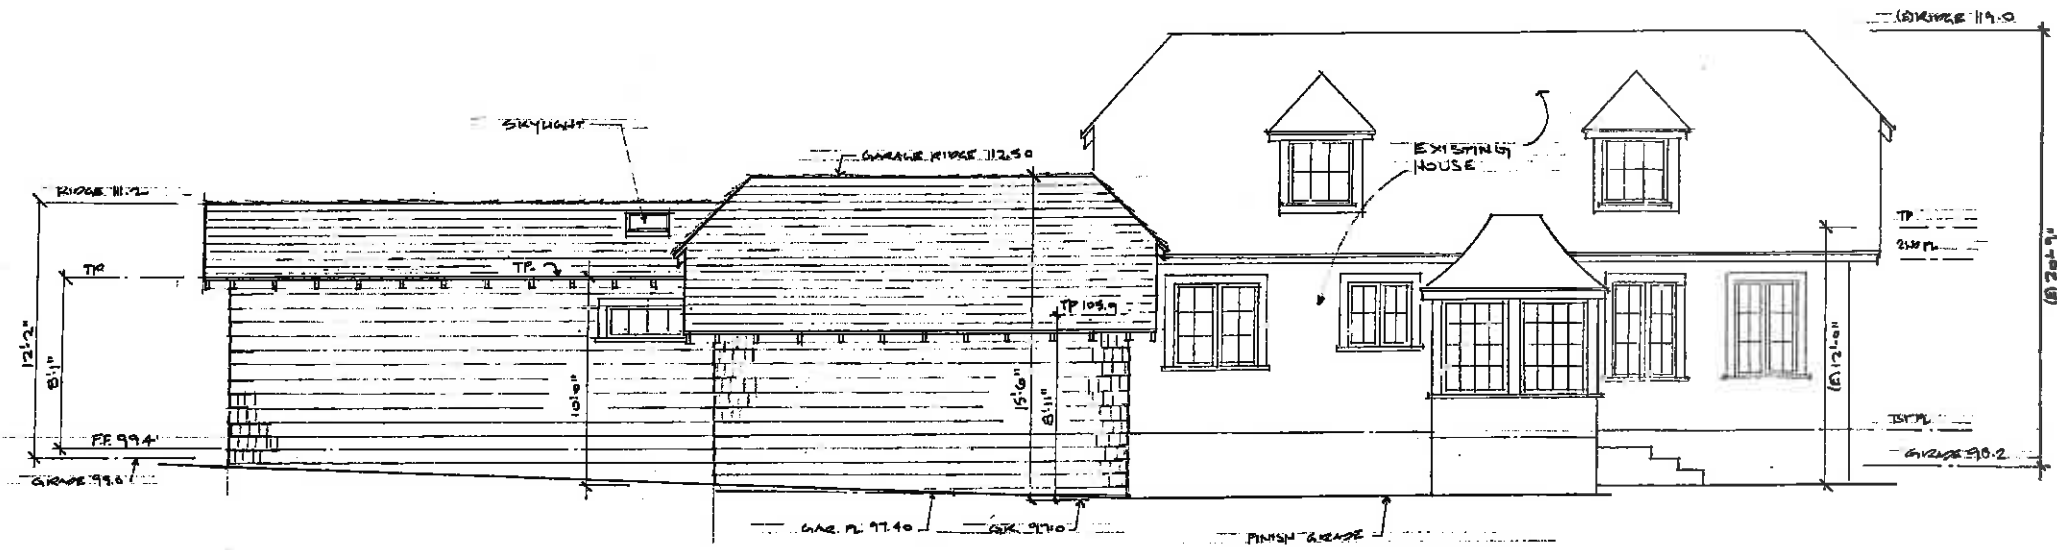 (E) RIDGE 119.0
SKYLIGHT
GARAGE RIDGE 112.50
EXISTING
HOUSE
RIDGE 111.2
TP
TP.
TP
2ND FL
TP 105.9
12'-2"
8'-1"
10'-0"
15'-6"
8'-11"
(E) 12'-0"
(E) 20'-9"
1ST FL
F.F. 99.4'
GRADE 99.0'
GRADE 98.2
GAR. FL 97.40
GR. 97.0
FINISH GRADE